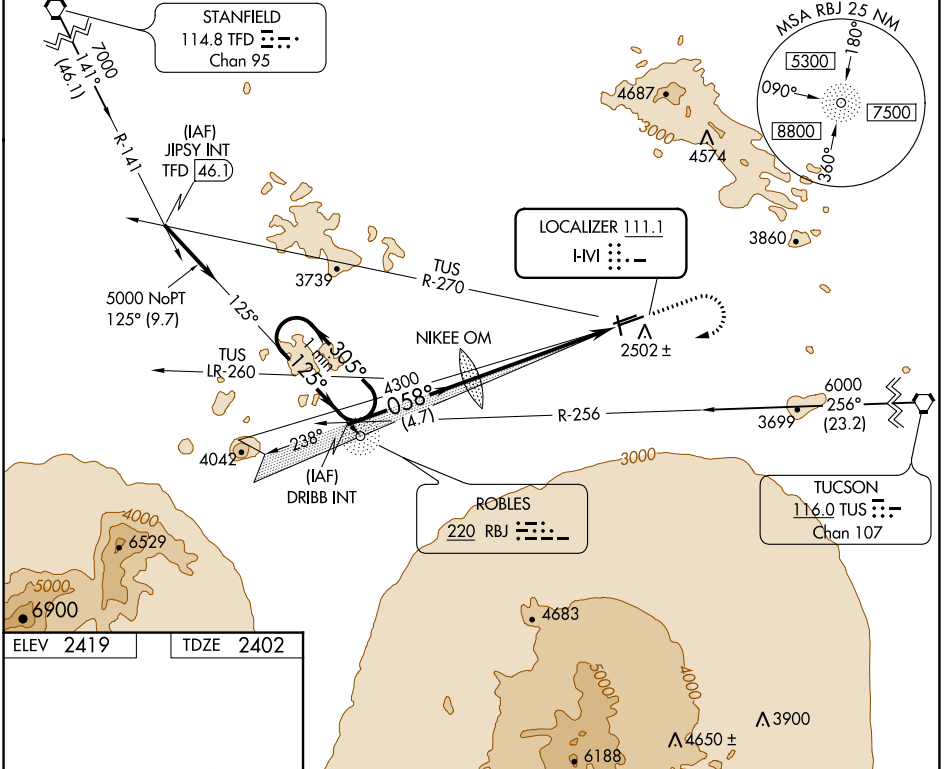 STANFIELD
114.8 TFD
Chan 95
7000
141°
(46.1)
R-141
(IAF)
JIPSY INT
TFD 46.1
5000 NoPT
125° (9.7)
125°
TUS
R-270
3739
4687
3000
4574
3860
MSA RBJ 25 NM
180°
5300
090°
7500
8800
360°
LOCALIZER 111.1
I-IVI
2502 ±
NIKEE OM
1 min
305°
125°
TUS
LR-260
4300
058°
(4.7)
238°
4042
(IAF)
DRIBB INT
R-256
6000
256°
(23.2)
3699
3000
ROBLES
220 RBJ
TUCSON
116.0 TUS
Chan 107
4000
6529
5000
6900
ELEV 2419
TDZE 2402
4683
5000
4000
3900
4650 ±
6188